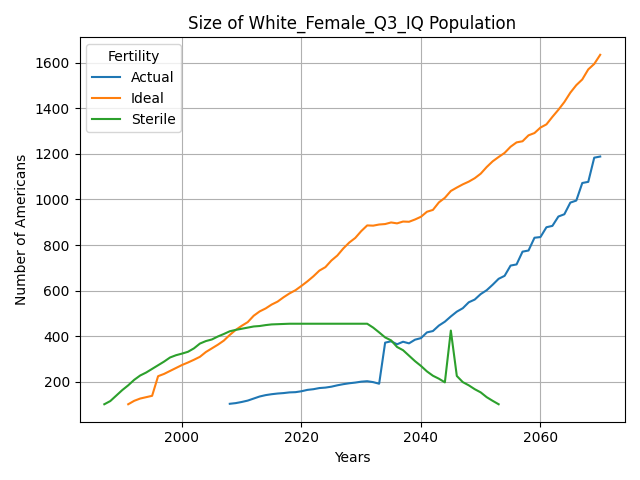 Size of White_Female_Q3_IQ Population
Fertility
Actual
Ideal
Sterile
Number of Americans
1600
1400
1200
1000
800
600
400
200
2000
2020
2040
2060
Years